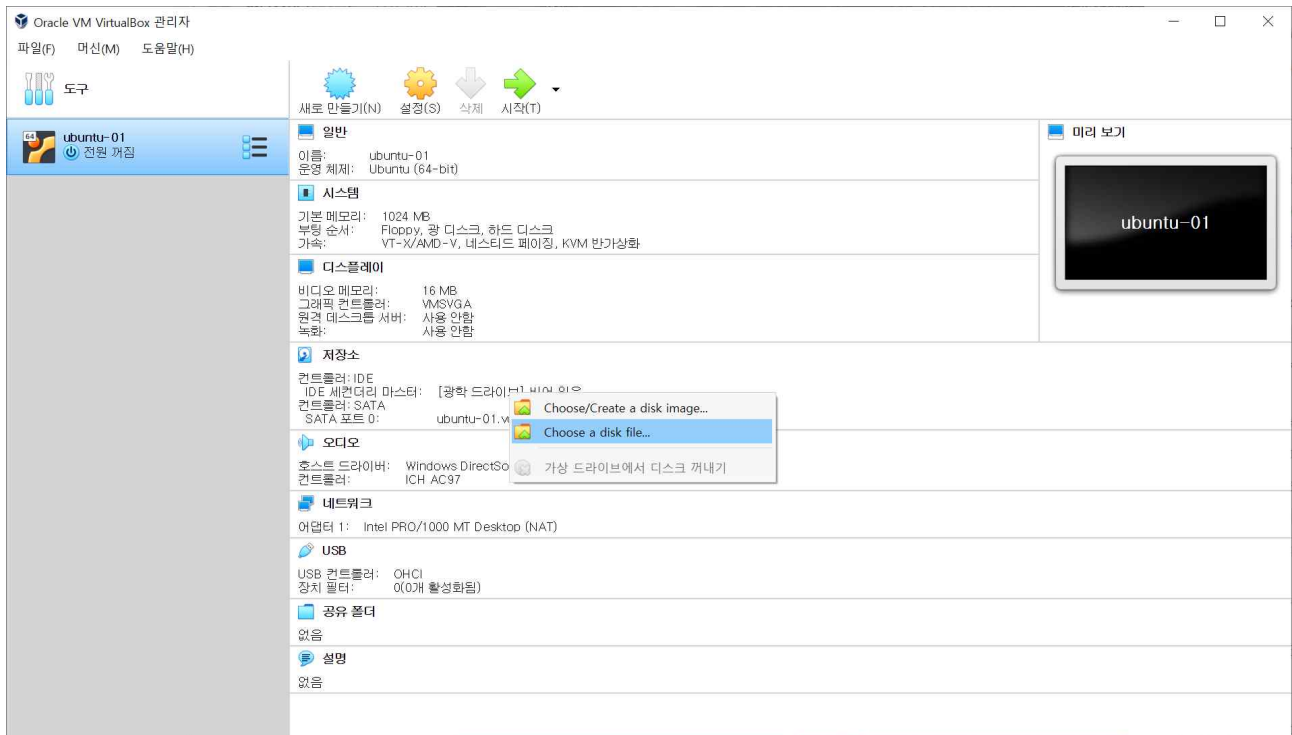 Oracle VM VirtualBox 관리자
파일(F) 머신(M) 도움말(H)
도구
새로 만들기(N) 설정(S) 삭제 시작(T)
64 ubuntu-01
전원 꺼짐
일반
이름: ubuntu-01
운영 체제: Ubuntu (64-bit)
미리 보기
ubuntu-01
시스템
기본 메모리: 1024 MB
부팅 순서: Floppy, 광 디스크, 하드 디스크
가속: VT-X/AMD-V, 네스티드 페이징, KVM 반가상화
디스플레이
비디오 메모리: 16 MB
그래픽 컨트롤러: VMSVGA
원격 데스크톱 서버: 사용 안함
녹화: 사용 안함
저장소
컨트롤러: IDE
IDE 세컨더리 마스터: [광학 드라이브] 비어 있음
컨트롤러: SATA
SATA 포트 0: ubuntu-01.v
Choose/Create a disk image...
Choose a disk file...
가상 드라이브에서 디스크 꺼내기
오디오
호스트 드라이버: Windows DirectSo
컨트롤러: ICH AC97
네트워크
어댑터 1: Intel PRO/1000 MT Desktop (NAT)
USB
USB 컨트롤러: OHCI
장치 필터: 0(0개 활성화됨)
공유 폴더
없음
설명
없음